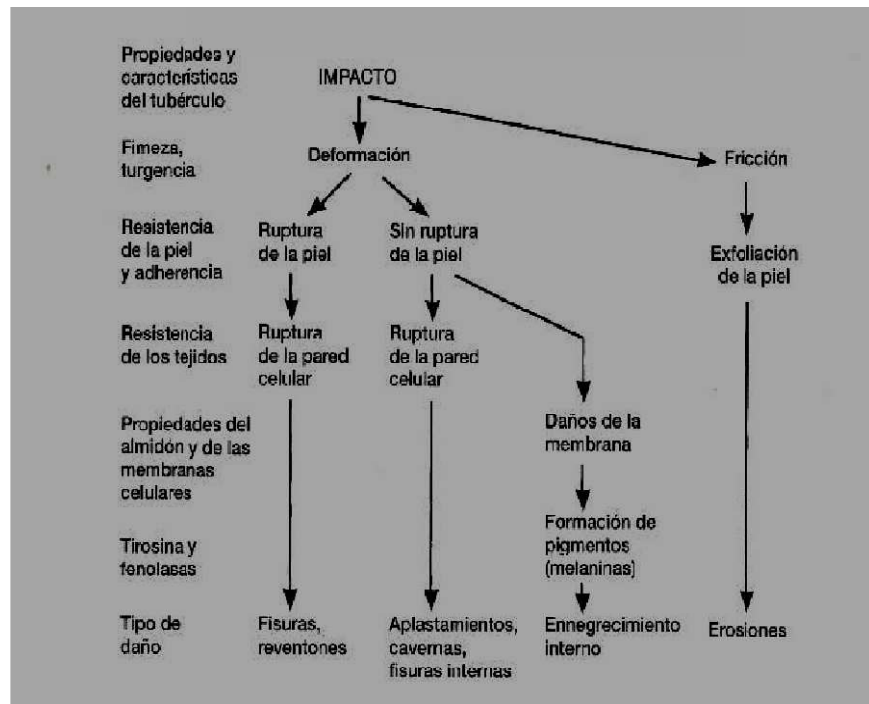 Propiedades y
características
del tubérculo
IMPACTO
Fimeza,
turgencia
Deformación
Fricción
Resistencia
de la piel
y adherencia
Ruptura
de la piel
Sin ruptura
de la piel
Exfoliación
de la piel
Resistencia
de los tejidos
Ruptura
de la pared
celular
Ruptura
de la pared
celular
Propiedades del
almidón y de las
membranas
celulares
Daños de la
membrana
Tirosina y
fenolasas
Formación de
pigmentos
(melaninas)
Tipo de
daño
Fisuras,
reventones
Aplastamientos,
cavernas,
fisuras internas
Ennegrecimiento
interno
Erosiones